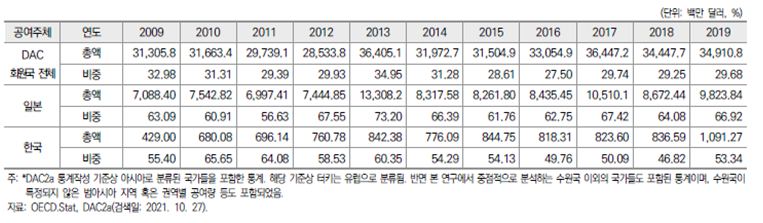 (단위: 백만 달러, %)
공여주체 연도 2009 2010 2011 2012 2013 2014 2015 2016 2017 2018 2019
DAC 회원국 전체 총액 31,305.8 31,663.4 29,739.1 28,533.8 36,405.1 31,972.7 31,504.9 33,054.9 36,447.2 34,447.7 34,910.8
비중 32.98 31.31 29.39 29.93 34.95 31.28 28.61 27.50 29.74 29.25 29.68
일본 총액 7,088.40 7,542.82 6,997.41 7,444.85 13,308.2 8,317.58 8,261.80 8,435.45 10,510.1 8,672.44 9,823.84
비중 63.09 60.91 56.63 67.55 73.20 66.39 61.76 62.75 67.42 64.08 66.92
한국 총액 429.00 680.08 696.14 760.78 842.38 776.09 844.75 818.31 823.60 836.59 1,091.27
비중 55.40 65.65 64.08 58.53 60.35 54.29 54.13 49.76 50.09 46.82 53.34
주: *DAC2a 통계작성 기준상 아시아로 분류된 국가들을 포함한 통계. 해당 기준상 터키는 유럽으로 분류됨. 반면 본 연구에서 중점적으로 분석하는 수원국 이외의 국가들도 포함된 통계이며, 수원국이
특정되지 않은 범아시아 지역 혹은 권역별 공여량 등도 포함되었음.
자료: OECD.Stat, DAC2a(검색일: 2021. 10. 27).